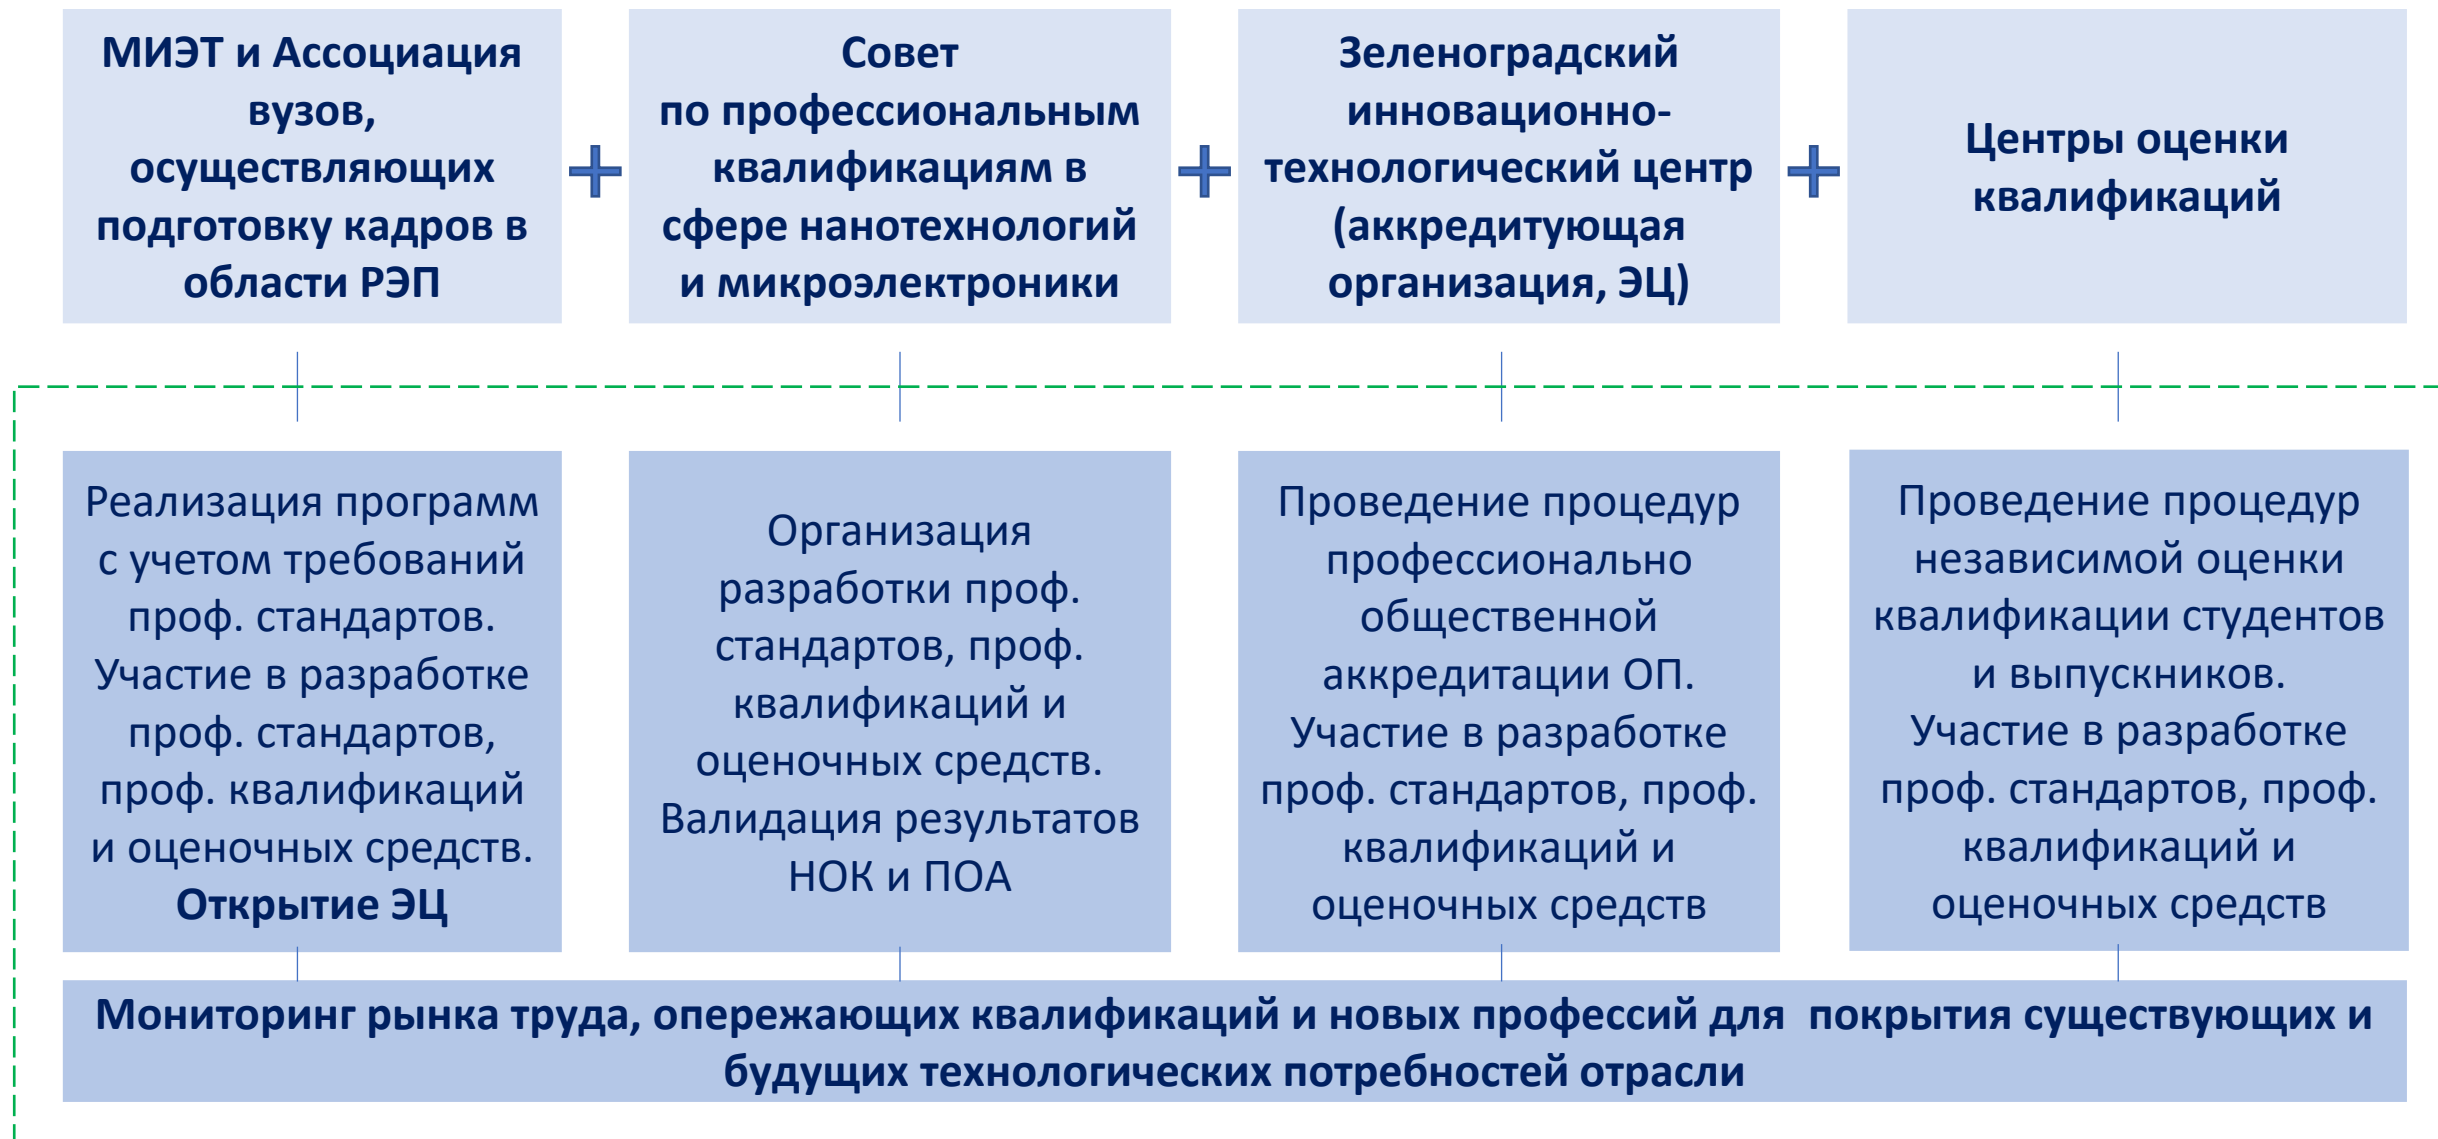 МИЭТ и Ассоциация
вузов,
осуществляющих
подготовку кадров в
области РЭП
Совет
по профессиональным
квалификациям в
сфере нанотехнологий
и микроэлектроники
Зеленоградский
инновационно-
технологический центр
(аккредитующая
организация, ЭЦ)
Центры оценки
квалификаций
Реализация программ
с учетом требований
проф. стандартов.
Участие в разработке
проф. стандартов,
проф. квалификаций
и оценочных средств.
Открытие ЭЦ
Организация
разработки проф.
стандартов, проф.
квалификаций и
оценочных средств.
Валидация результатов
НОК и ПОА
Проведение процедур
профессионально
общественной
аккредитации ОП.
Участие в разработке
проф. стандартов, проф.
квалификаций и
оценочных средств
Проведение процедур
независимой оценки
квалификации студентов
и выпускников.
Участие в разработке
проф. стандартов, проф.
квалификаций и
оценочных средств
Мониторинг рынка труда, опережающих квалификаций и новых профессий для  покрытия существующих и
будущих технологических потребностей отрасли